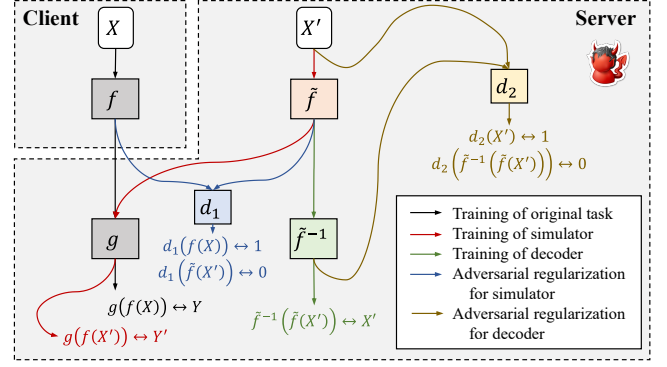 Client
X
X′
Server
f
f̃
d₂
d₂(X′) ↔ 1
d₂(f̃⁻¹(f̃(X′))) ↔ 0
d₁
g
f̃⁻¹
d₁(f(X)) ↔ 1
d₁(f̃(X′)) ↔ 0
g(f(X)) ↔ Y
g(f(X′)) ↔ Y′
f̃⁻¹(f̃(X′)) ↔ X′
Training of original task
Training of simulator
Training of decoder
Adversarial regularization
for simulator
Adversarial regularization
for decoder